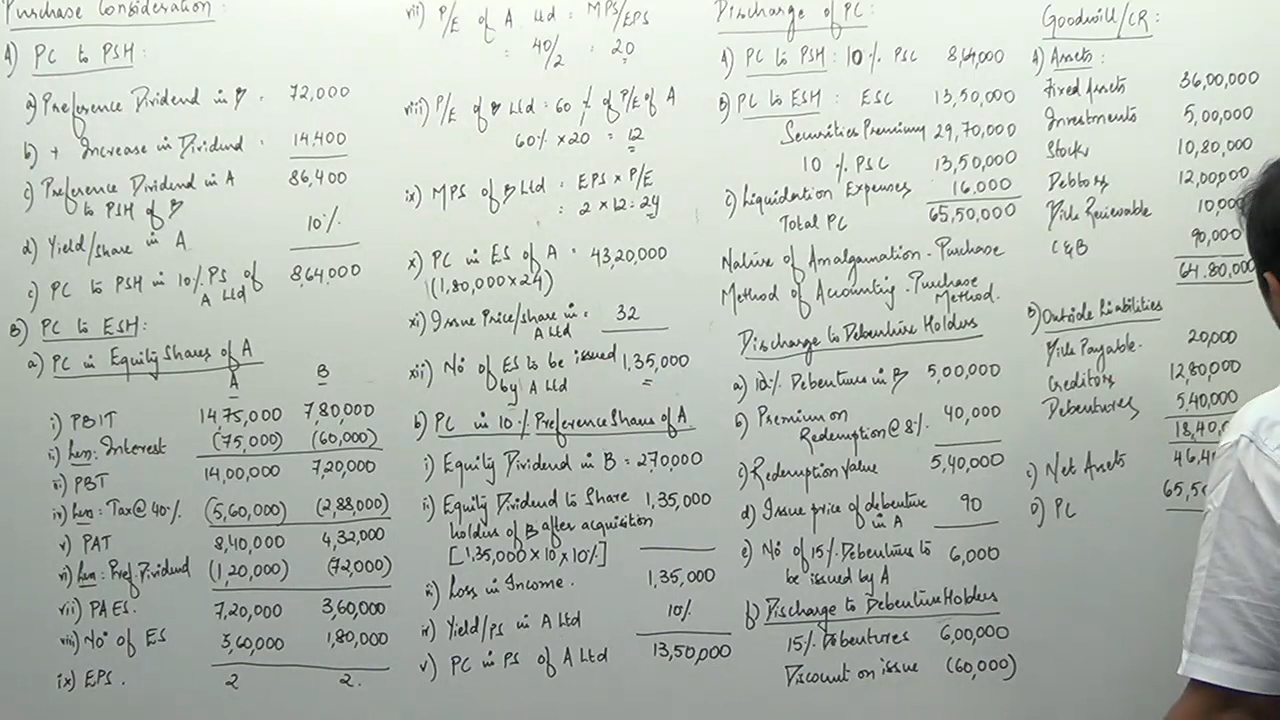 Purchase Consideration:
A) PC to PSH:
a) Preference Dividend in B : 72,000
b) + Increase in Dividend : 14,400
c) Preference Dividend in A 86,400
to PSH of B
d) Yield/share in A 10%
c) PC to PSH in 10% PS of 8,64,000
A Ltd
B) PC to ESH:
a) PC in Equity Shares of A
A B
i) PBIT 14,75,000 7,80,000
ii) Less: Interest (75,000) (60,000)
iii) PBT 14,00,000 7,20,000
iv) Less: Tax@ 40% (5,60,000) (2,88,000)
v) PAT 8,40,000 4,32,000
vi) Less: Pref. Dividend (1,20,000) (72,000)
vii) PAES. 7,20,000 3,60,000
viii) No of ES 3,60,000 1,80,000
ix) EPS. 2 2.
vii) P/E of A Ltd = MPS/EPS
: 40/2 : 20
viii) P/E of B Ltd = 60% of P/E of A
60% x 20 = 12
ix) MPS of B Ltd = EPS x P/E
: 2 x 12 = 24
x) PC in ES of A = 43,20,000
(1,80,000 x 24)
xi) Issue Price/share in = 32
A Ltd
xii) No of ES to be issued 1,35,000
by A Ltd
b) PC in 10% Preference Shares of A
i) Equity Dividend in B = 270,000
ii) Equity Dividend to Share 1,35,000
holders of B after acquisition
[1,35,000 x 10 x 10%]
iii) Loss in Income. 1,35,000
iv) Yield/ps in A Ltd 10%
v) PC in PS of A Ltd 13,50,000
Discharge of PC:
A) PC to PSH : 10% PSC 8,64,000
B) PC to ESH : ESC 13,50,000
Securities Premium 29,70,000
10% PSC 13,50,000
c) Liquidation Expenses 16,000
Total PC 65,50,000
Nature of Amalgamation - Purchase
Method of Accounting - Purchase
Method.
Discharge to Debenture Holders
a) 10% Debentures in B 5,00,000
b) Premium on 40,000
Redemption @ 8%
c) Redemption Value 5,40,000
d) Issue price of debenture 90
in A
e) No of 15% Debentures to 6,000
be issued by A
f) Discharge to Debenture Holders
15% Debentures 6,00,000
Discount on issue (60,000)
Goodwill/CR:
A) Assets:
Fixed Assets 36,00,000
Investments 5,00,000
Stock 10,80,000
Debtors 12,00,000
Bills Receivable 10,000
C&B 90,000
64,80,000
B) Outside Liabilities
Bills Payable. 20,000
Creditors 12,80,000
Debentures 5,40,000
18,40,
c) Net Assets 46,4
D) PC 65,5